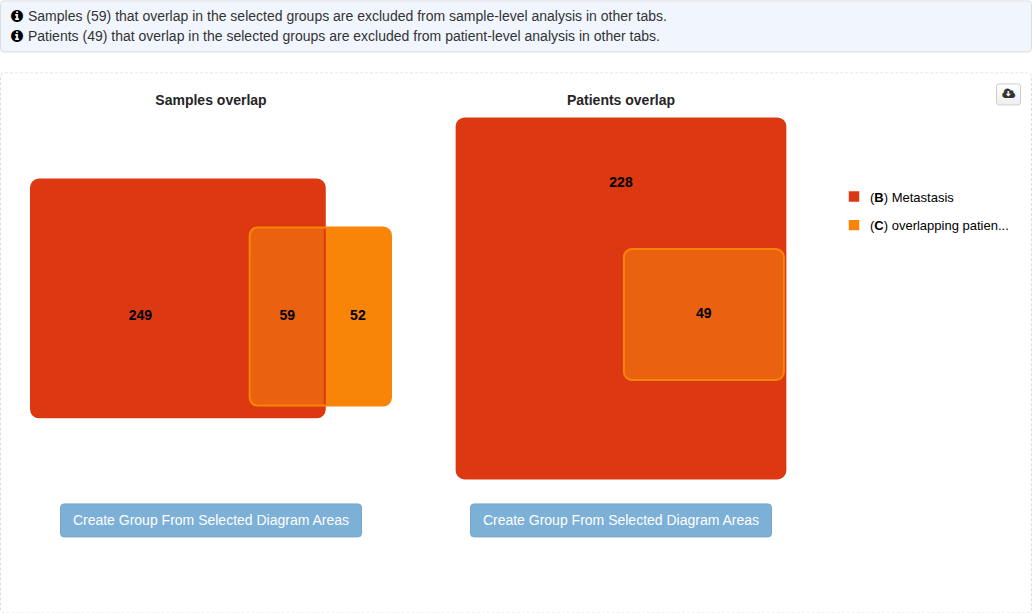 Samples (59) that overlap in the selected groups are excluded from sample-level analysis in other tabs.
Patients (49) that overlap in the selected groups are excluded from patient-level analysis in other tabs.
Samples overlap
Patients overlap
228
(B) Metastasis
(C) overlapping patien...
249
59
52
49
Create Group From Selected Diagram Areas
Create Group From Selected Diagram Areas